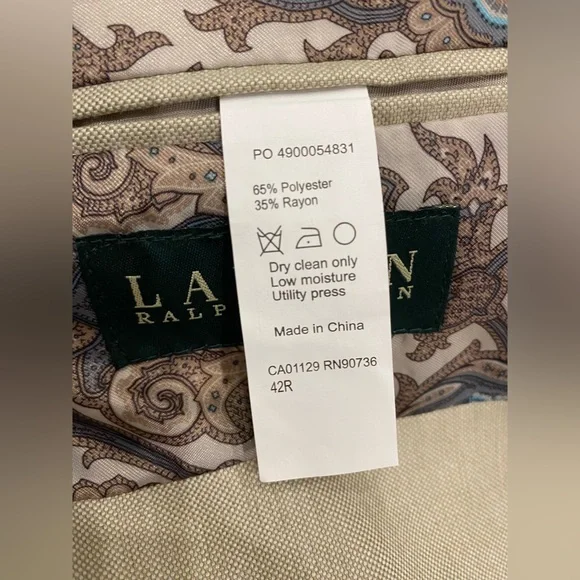 PO 4900054831
65% Polyester
35% Rayon
Dry clean only
Low moisture
Utility press
LA N
RALP N
Made in China
CA01129 RN90736
42R